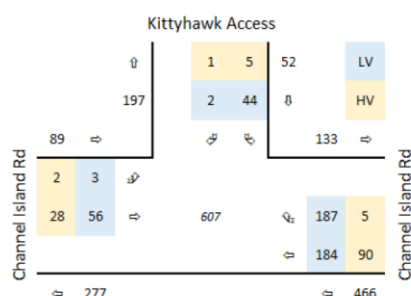 Kittyhawk Access
⇧ 1 5 52 LV
197 2 44 ⇩ HV
89 ⇨ 133 ⇨
2 3
28 56 ⇨ 607 187 5
⇦ 184 90
⇦ 277 ⇦ 466
Channel Island Rd
Channel Island Rd